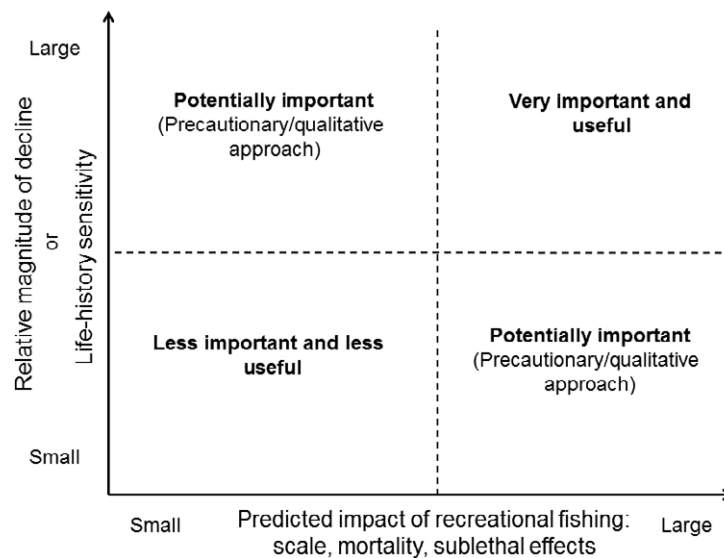 Large
Potentially important
(Precautionary/qualitative
approach)
Very important and
useful
Relative magnitude of decline
or
Life-history sensitivity
Less important and less
useful
Potentially important
(Precautionary/qualitative
approach)
Small
Small
Predicted impact of recreational fishing:
scale, mortality, sublethal effects
Large